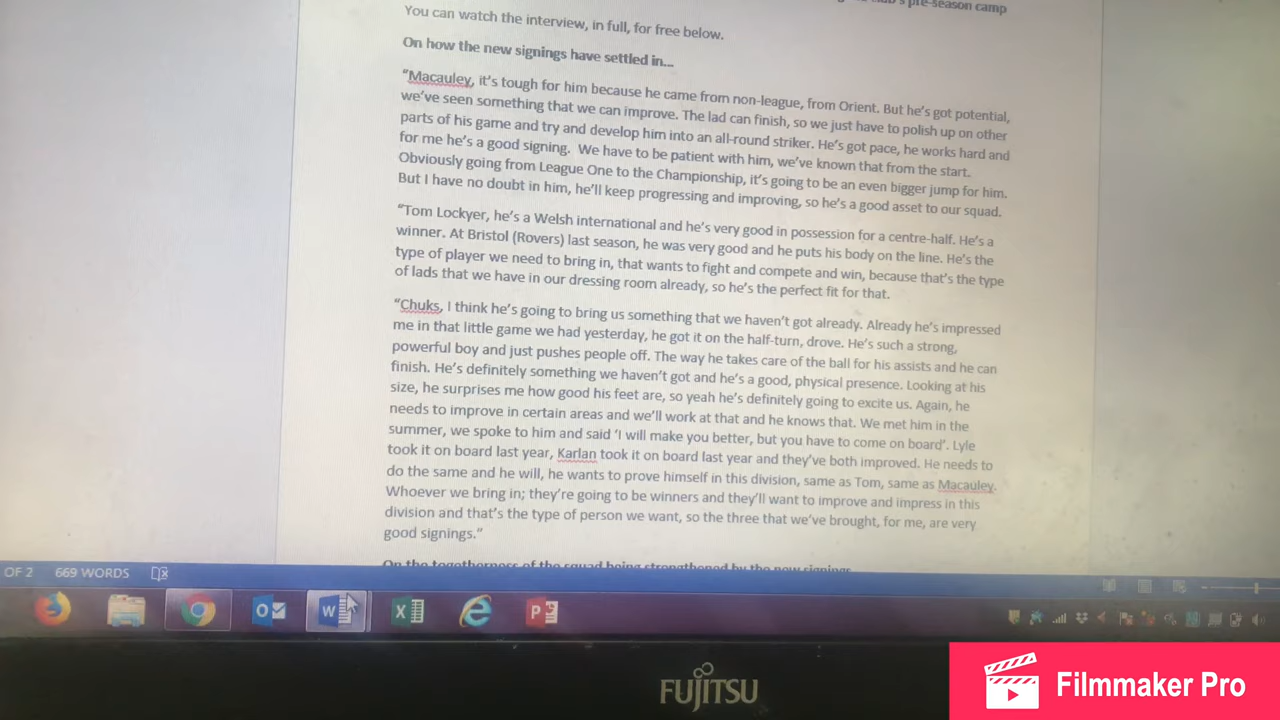 pre-season camp
You can watch the interview, in full, for free below.
On how the new signings have settled in...
"Macauley, it's tough for him because he came from non-league, from Orient. But he's got potential,
we've seen something that we can improve. The lad can finish, so we just have to polish up on other
parts of his game and try and develop him into an all-round striker. He's got pace, he works hard and
for me he's a good signing.  We have to be patient with him, we've known that from the start.
Obviously going from League One to the Championship, it's going to be an even bigger jump for him.
But I have no doubt in him, he'll keep progressing and improving, so he's a good asset to our squad.
"Tom Lockyer, he's a Welsh international and he's very good in possession for a centre-half. He's a
winner. At Bristol (Rovers) last season, he was very good and he puts his body on the line. He's the
type of player we need to bring in, that wants to fight and compete and win, because that's the type
of lads that we have in our dressing room already, so he's the perfect fit for that.
"Chuks, I think he's going to bring us something that we haven't got already. Already he's impressed
me in that little game we had yesterday, he got it on the half-turn, drove. He's such a strong,
powerful boy and just pushes people off. The way he takes care of the ball for his assists and he can
finish. He's definitely something we haven't got and he's a good, physical presence. Looking at his
size, he surprises me how good his feet are, so yeah he's definitely going to excite us. Again, he
needs to improve in certain areas and we'll work at that and he knows that. We met him in the
summer, we spoke to him and said 'I will make you better, but you have to come on board'. Lyle
took it on board last year, Karlan took it on board last year and they've both improved. He needs to
do the same and he will, he wants to prove himself in this division, same as Tom, same as Macauley.
Whoever we bring in; they're going to be winners and they'll want to improve and impress in this
division and that's the type of person we want, so the three that we've brought, for me, are very
good signings."
On the togetherness of the squad being strengthened by the new signings
OF 2 669 WORDS
FUJITSU
Filmmaker Pro